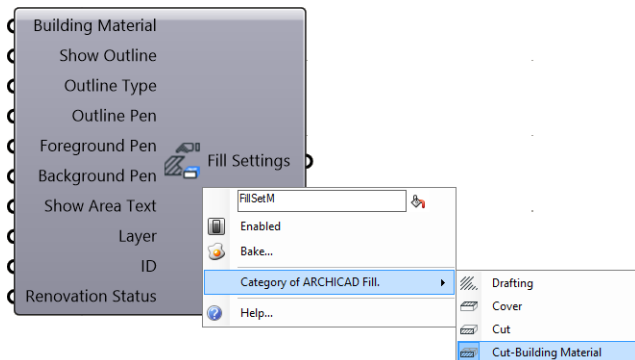 Building Material
Show Outline
Outline Type
Outline Pen
Foreground Pen
Background Pen
Show Area Text
Layer
ID
Renovation Status
Fill Settings
FillSetM
Enabled
Bake...
Category of ARCHICAD Fill.
Help...
Drafting
Cover
Cut
Cut-Building Material